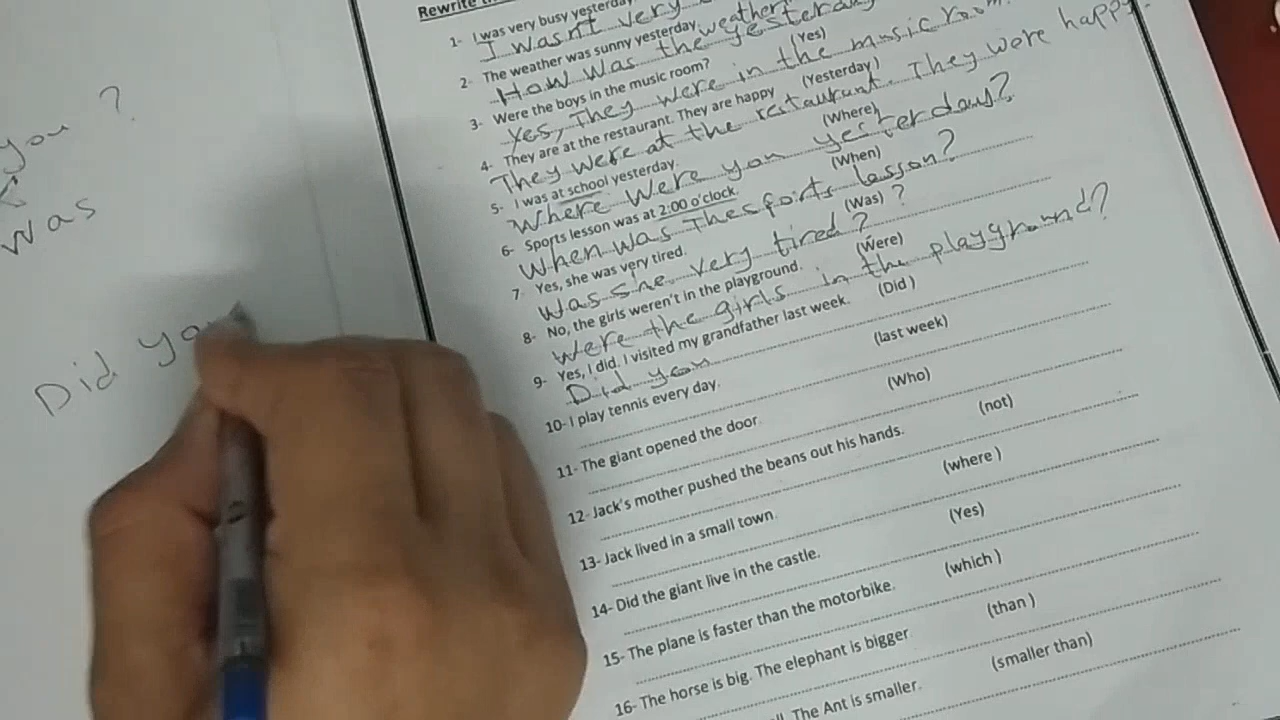 Rewrite
1- I was very busy yesterday
I wasn't very
2- The weather was sunny yesterday
How was the weather yesterday
3- Were the boys in the music room? (Yes)
Yes, They were in the music room
4- They are at the restaurant. They are happy (Yesterday)
They were at the restaurant. They were happy.
5- I was at school yesterday. (Where)
Where were you yesterday?
6- Sports lesson was at 2:00 o'clock. (When)
When was The sforts lesson?
7- Yes, she was very tired. (Was)
Was she very tired? ?
8- No, the girls weren't in the playground. (Were)
Were the girls in the playground?
9- Yes, I did. I visited my grandfather last week. (Did)
Did you
10- I play tennis every day. (last week)
11- The giant opened the door. (Who)
12- Jack's mother pushed the beans out his hands. (not)
13- Jack lived in a small town. (where)
14- Did the giant live in the castle. (Yes)
15- The plane is faster than the motorbike. (which)
16- The horse is big. The elephant is bigger (than)
The Ant is smaller. (smaller than)
you ?
was
Did you